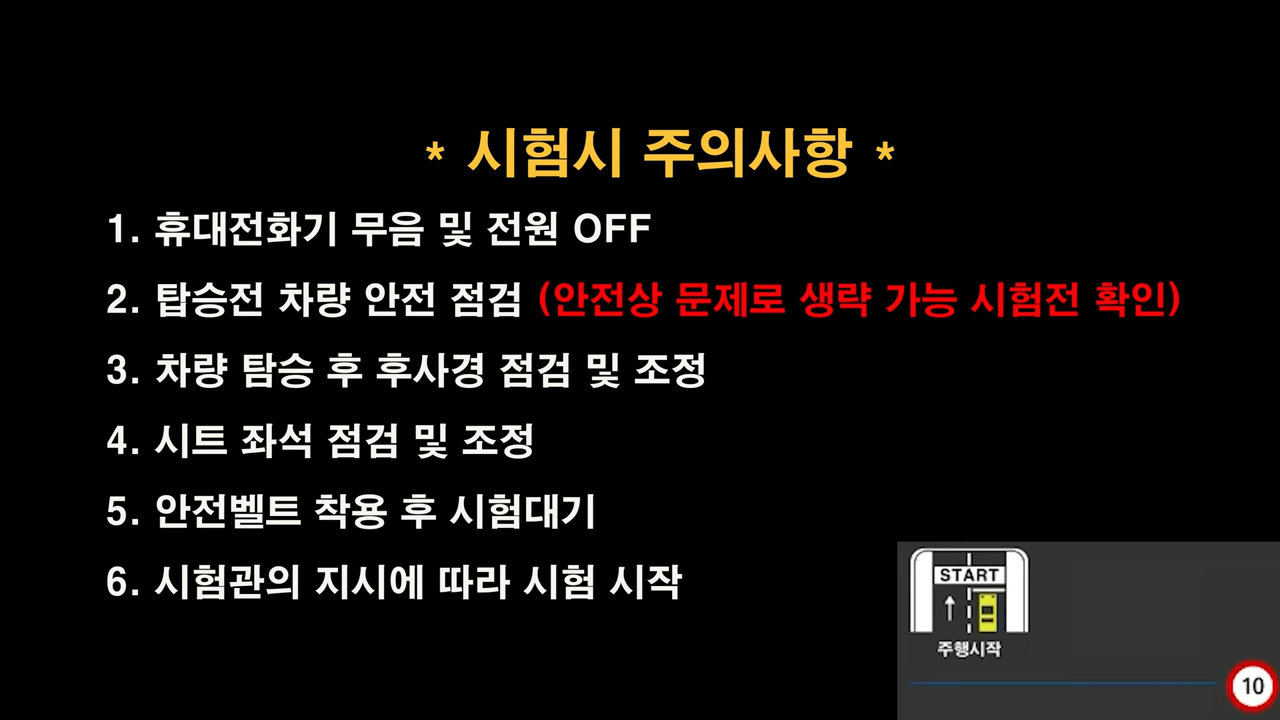 * 시험시 주의사항 *
1. 휴대전화기 무음 및 전원 OFF
2. 탑승전 차량 안전 점검 (안전상 문제로 생략 가능 시험전 확인)
3. 차량 탐승 후 후사경 점검 및 조정
4. 시트 좌석 점검 및 조정
5. 안전벨트 착용 후 시험대기
6. 시험관의 지시에 따라 시험 시작
START
주행시작
10